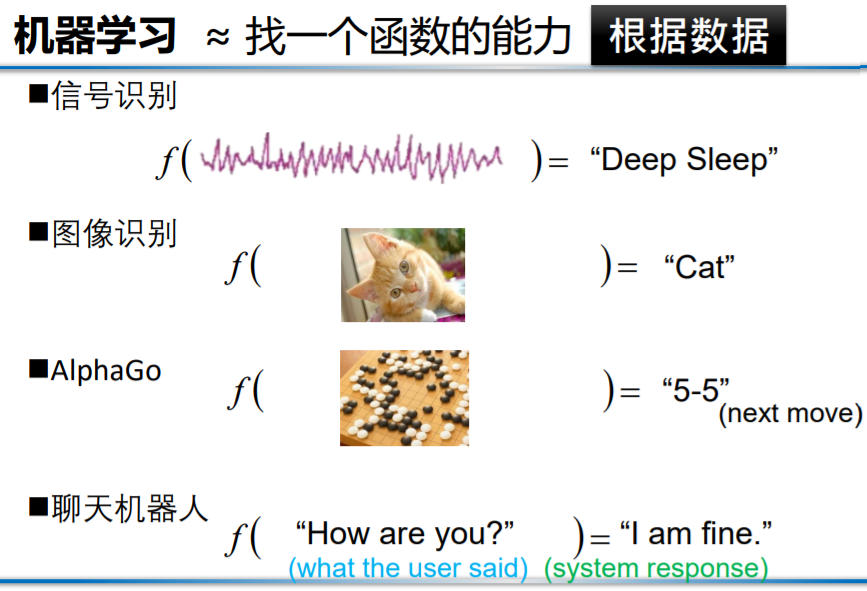 机器学习 ≈ 找一个函数的能力 根据数据
■信号识别
f( )= “Deep Sleep”
■图像识别
f( )= “Cat”
■AlphaGo
f( )= “5-5”
(next move)
■聊天机器人
f( “How are you?” )= “I am fine.”
(what the user said) (system response)